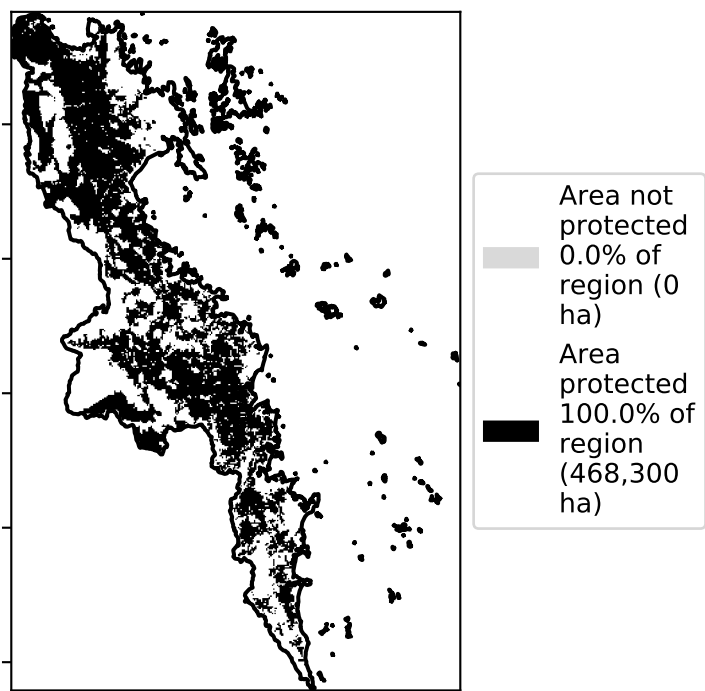 Area not
protected
0.0% of
region (0
ha)
Area
protected
100.0% of
region
(468,300
ha)